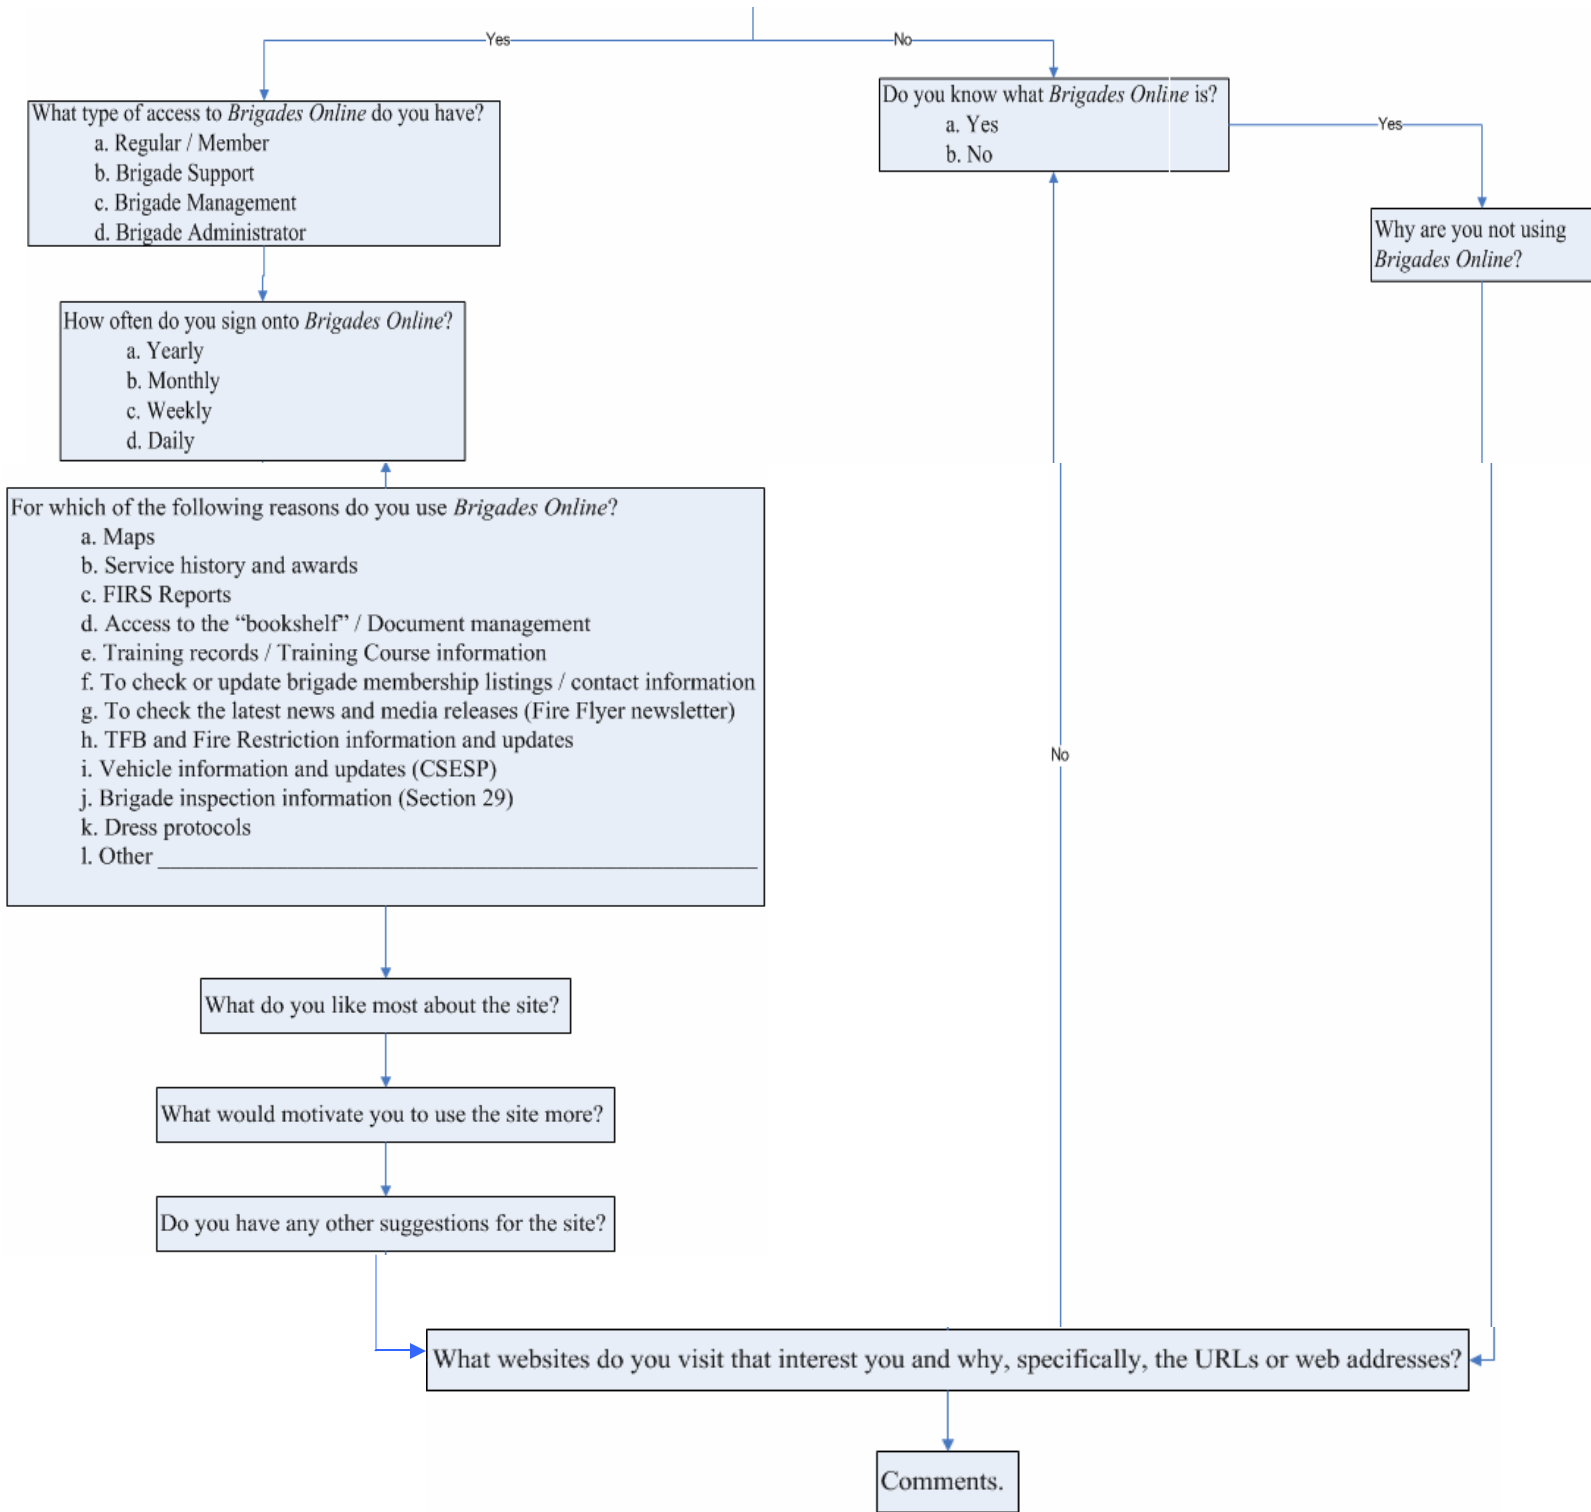 Yes
No
What type of access to Brigades Online do you have?
a. Regular / Member
b. Brigade Support
c. Brigade Management
d. Brigade Administrator
Do you know what Brigades Online is?
a. Yes
b. No
Yes
Why are you not using
Brigades Online?
How often do you sign onto Brigades Online?
a. Yearly
b. Monthly
c. Weekly
d. Daily
For which of the following reasons do you use Brigades Online?
a. Maps
b. Service history and awards
c. FIRS Reports
d. Access to the “bookshelf” / Document management
e. Training records / Training Course information
f. To check or update brigade membership listings / contact information
g. To check the latest news and media releases (Fire Flyer newsletter)
h. TFB and Fire Restriction information and updates
i. Vehicle information and updates (CSESP)
j. Brigade inspection information (Section 29)
k. Dress protocols
l. Other ____________________
No
What do you like most about the site?
What would motivate you to use the site more?
Do you have any other suggestions for the site?
What websites do you visit that interest you and why, specifically, the URLs or web addresses?
Comments.